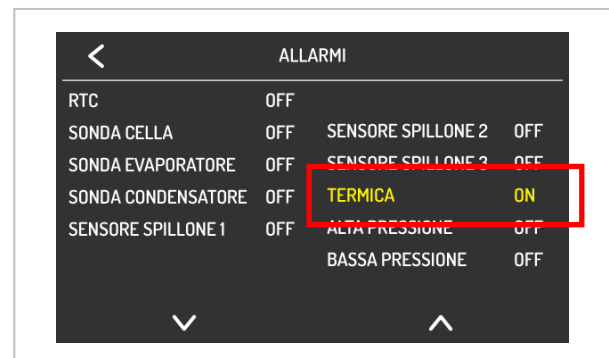 ALLARMI
RTC OFF
SONDA CELLA OFF
SONDA EVAPORATORE OFF
SONDA CONDENSATORE OFF
SENSORE SPILLONE 1 OFF
SENSORE SPILLONE 2 OFF
SENSORE SPILLONE 3 OFF
TERMICA ON
ALTA PRESSIONE OFF
BASSA PRESSIONE OFF